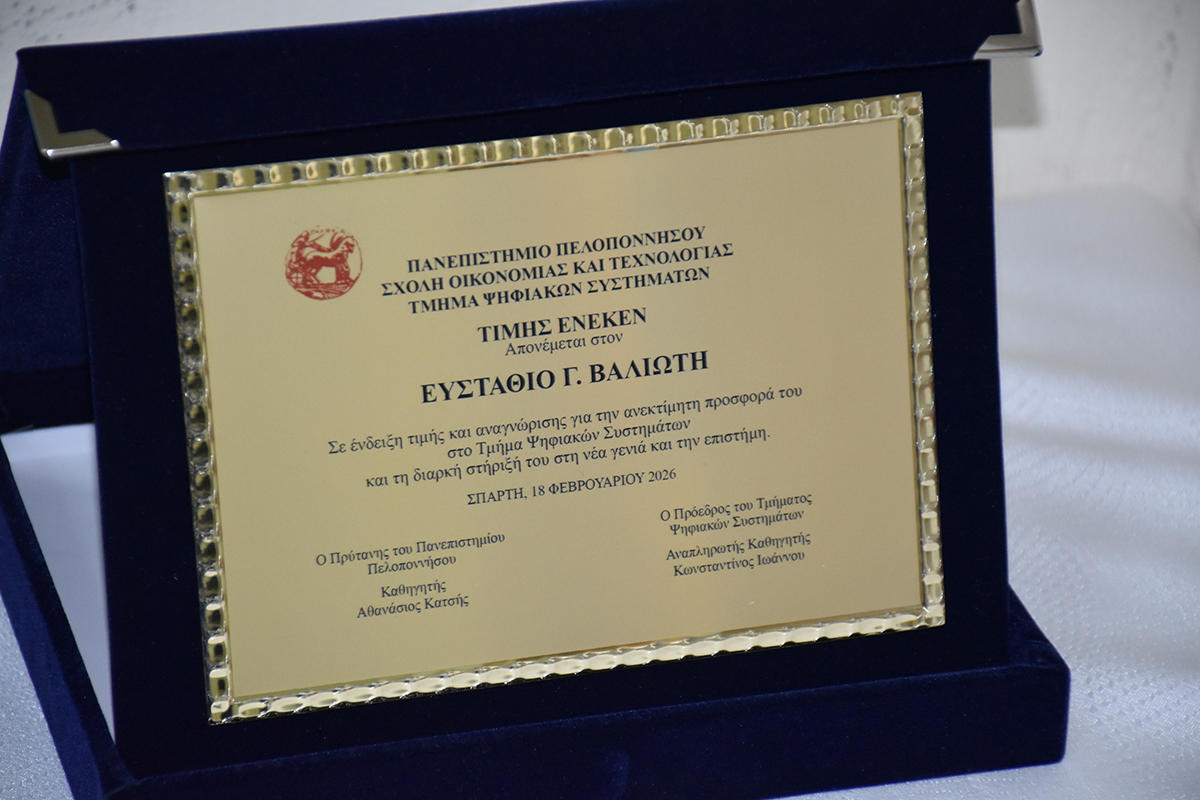 ΠΑΝΕΠΙΣΤΗΜΙΟ ΠΕΛΟΠΟΝΝΗΣΟΥ
ΣΧΟΛΗ ΟΙΚΟΝΟΜΙΑΣ ΚΑΙ ΤΕΧΝΟΛΟΓΙΑΣ
ΤΜΗΜΑ ΨΗΦΙΑΚΩΝ ΣΥΣΤΗΜΑΤΩΝ
ΤΙΜΗΣ ΕΝΕΚΕΝ
Απονέμεται στον
ΕΥΣΤΑΘΙΟ Γ. ΒΑΛΙΩΤΗ
Σε ένδειξη τιμής και αναγνώρισης για την ανεκτίμητη προσφορά του
στο Τμήμα Ψηφιακών Συστημάτων
και τη διαρκή στήριξή του στη νέα γενιά και την επιστήμη.
ΣΠΑΡΤΗ, 18 ΦΕΒΡΟΥΑΡΙΟΥ 2026
Ο Πρύτανης του Πανεπιστημίου
Πελοποννήσου
Καθηγητής
Αθανάσιος Κατσής
Ο Πρόεδρος του Τμήματος
Ψηφιακών Συστημάτων
Αναπληρωτής Καθηγητής
Κωνσταντίνος Ιωάννου